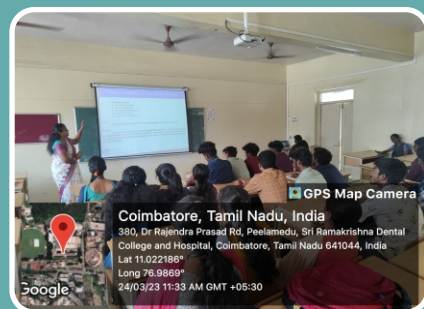 GPS Map Camera
Coimbatore, Tamil Nadu, India
380, Dr Rajendra Prasad Rd, Peelamedu, Sri Ramakrishna Dental
College and Hospital, Coimbatore, Tamil Nadu 641044, India
Lat 11.022186°
Long 76.9869°
24/03/23 11:33 AM GMT +05:30
Google